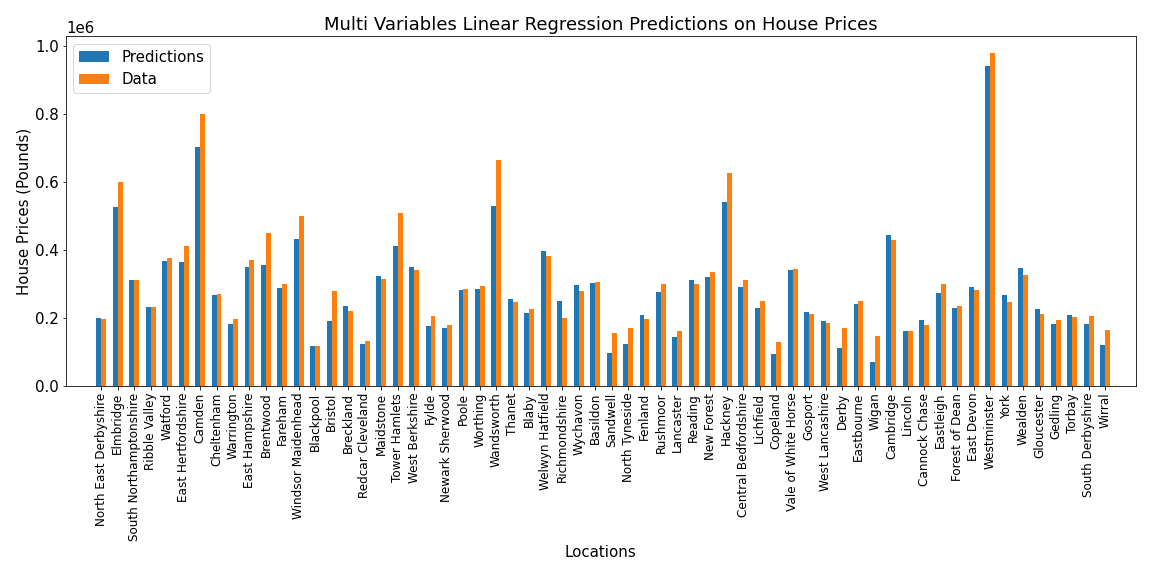 Multi Variables Linear Regression Predictions on House Prices
1e6
1.0
0.8
0.6
0.4
0.2
0.0
House Prices (Pounds)
Predictions
Data
North East Derbyshire
Elmbridge
South Northamptonshire
Ribble Valley
Watford
East Hertfordshire
Camden
Cheltenham
Warrington
East Hampshire
Brentwood
Fareham
Windsor Maidenhead
Blackpool
Bristol
Breckland
Redcar Cleveland
Maidstone
Tower Hamlets
West Berkshire
Fylde
Newark Sherwood
Poole
Worthing
Wandsworth
Thanet
Blaby
Welwyn Hatfield
Richmondshire
Wychavon
Basildon
Sandwell
North Tyneside
Fenland
Rushmoor
Lancaster
Reading
New Forest
Hackney
Central Bedfordshire
Lichfield
Copeland
Vale of White Horse
Gosport
West Lancashire
Derby
Eastbourne
Wigan
Cambridge
Lincoln
Cannock Chase
Eastleigh
Forest of Dean
East Devon
Westminster
York
Wealden
Gloucester
Gedling
Torbay
South Derbyshire
Wirral
Locations